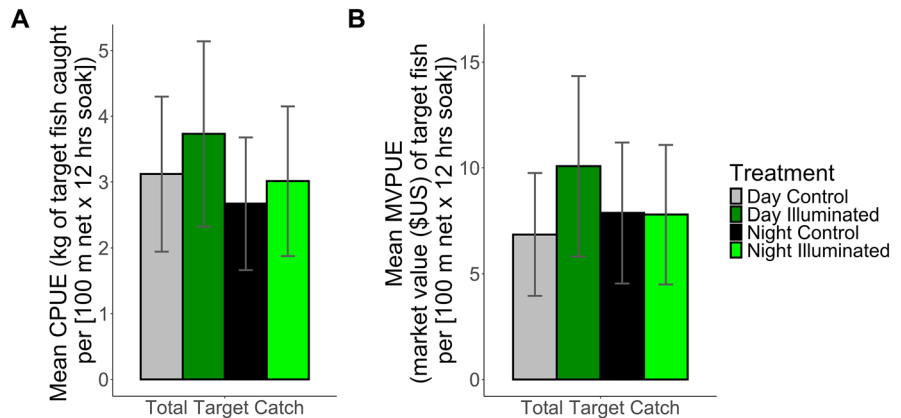 A
Mean CPUE (kg of target fish caught
per [100 m net x 12 hrs soak])
5
4
3
2
1
0
Total Target Catch
B
Mean MVPUE
(market value ($US) of target fish
per [100 m net x 12 hrs soak])
15
10
5
0
Total Target Catch
Treatment
Day Control
Day Illuminated
Night Control
Night Illuminated